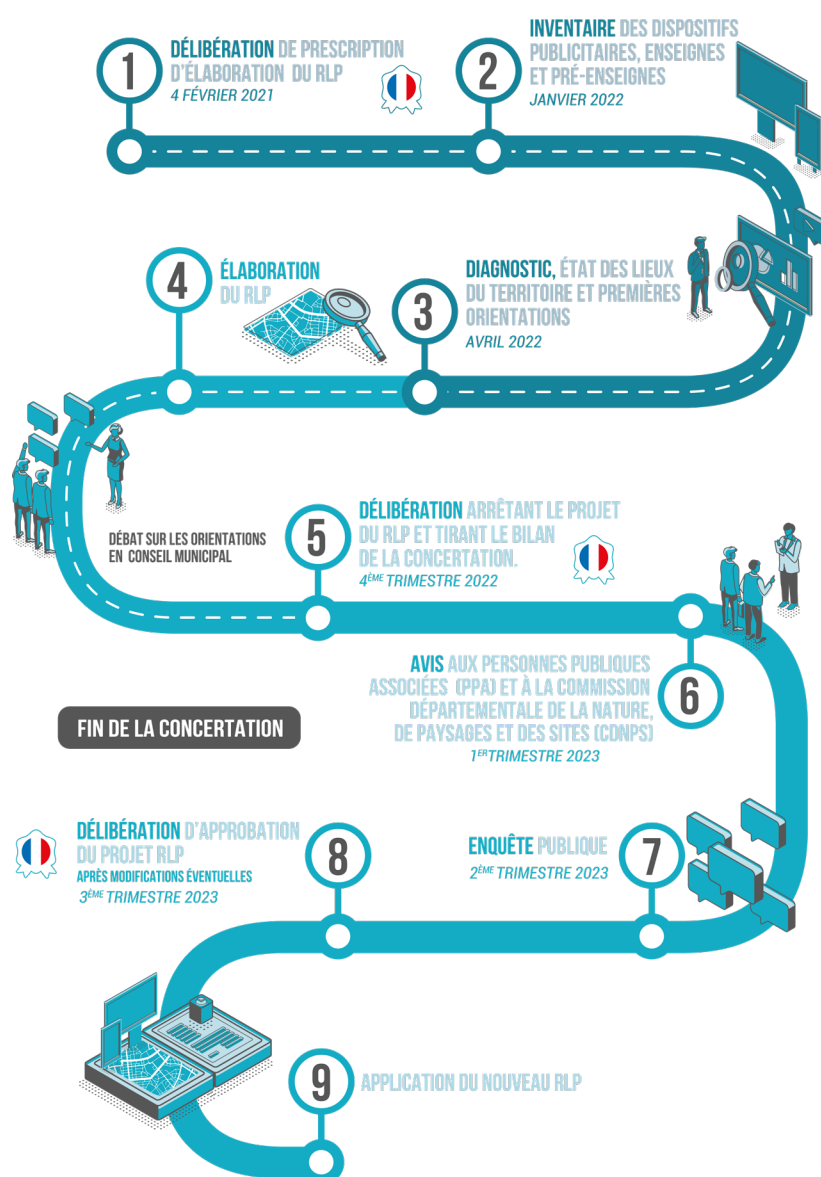 1
DÉLIBÉRATION DE PRESCRIPTION
D'ÉLABORATION DU RLP
4 FÉVRIER 2021
2
INVENTAIRE DES DISPOSITIFS
PUBLICITAIRES, ENSEIGNES
ET PRÉ-ENSEIGNES
JANVIER 2022
3
DIAGNOSTIC, ÉTAT DES LIEUX
DU TERRITOIRE ET PREMIÈRES
ORIENTATIONS
AVRIL 2022
4
ÉLABORATION
DU RLP
DÉBAT SUR LES ORIENTATIONS
EN CONSEIL MUNICIPAL
5
DÉLIBÉRATION ARRÊTANT LE PROJET
DU RLP ET TIRANT LE BILAN
DE LA CONCERTATION.
4ÈME TRIMESTRE 2022
6
AVIS AUX PERSONNES PUBLIQUES
ASSOCIÉES (PPA) ET À LA COMMISSION
DÉPARTEMENTALE DE LA NATURE,
DE PAYSAGES ET DES SITES (CDNPS)
1ERTRIMESTRE 2023
FIN DE LA CONCERTATION
7
ENQUÊTE PUBLIQUE
2ÈME TRIMESTRE 2023
8
DÉLIBÉRATION D'APPROBATION
DU PROJET RLP
APRÈS MODIFICATIONS ÉVENTUELLES
3ÈME TRIMESTRE 2023
9
APPLICATION DU NOUVEAU RLP